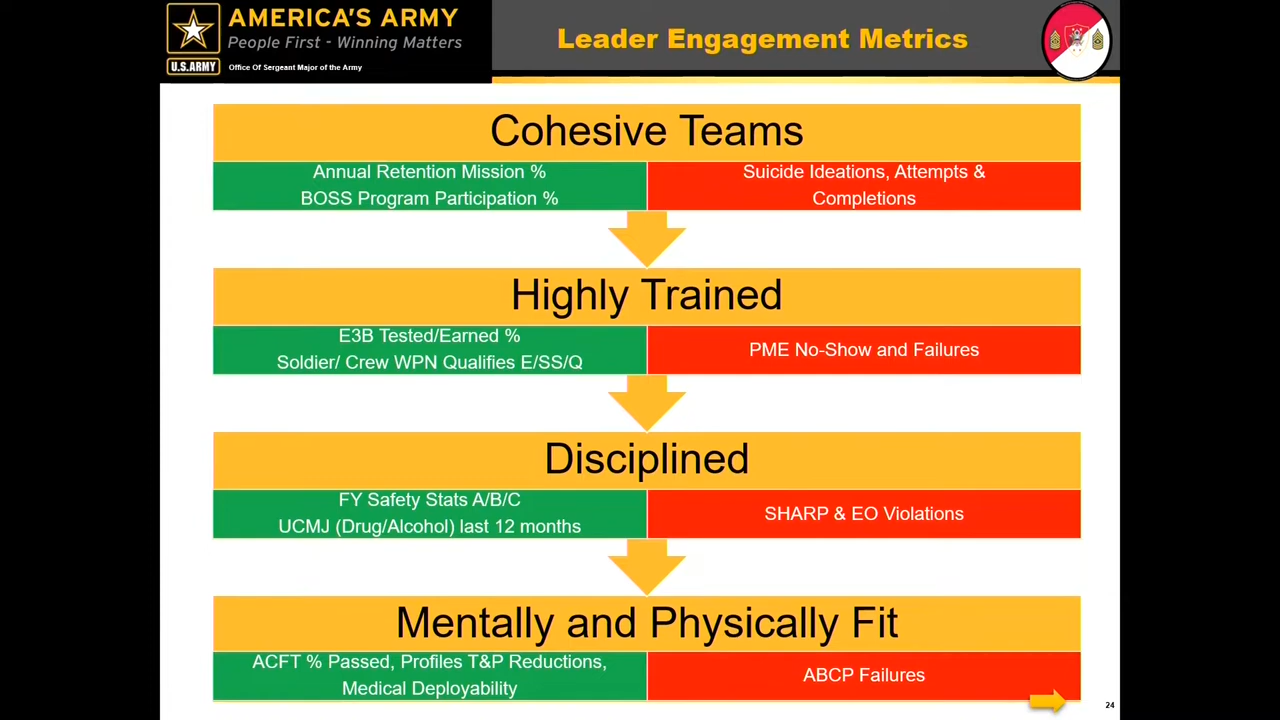 AMERICA'S ARMY
People First - Winning Matters
U.S.ARMY
Office Of Sergeant Major of the Army
Leader Engagement Metrics
Cohesive Teams
Annual Retention Mission %
BOSS Program Participation %
Suicide Ideations, Attempts &
Completions
Highly Trained
E3B Tested/Earned %
Soldier/ Crew WPN Qualifies E/SS/Q
PME No-Show and Failures
Disciplined
FY Safety Stats A/B/C
UCMJ (Drug/Alcohol) last 12 months
SHARP & EO Violations
Mentally and Physically Fit
ACFT % Passed, Profiles T&P Reductions,
Medical Deployability
ABCP Failures
24